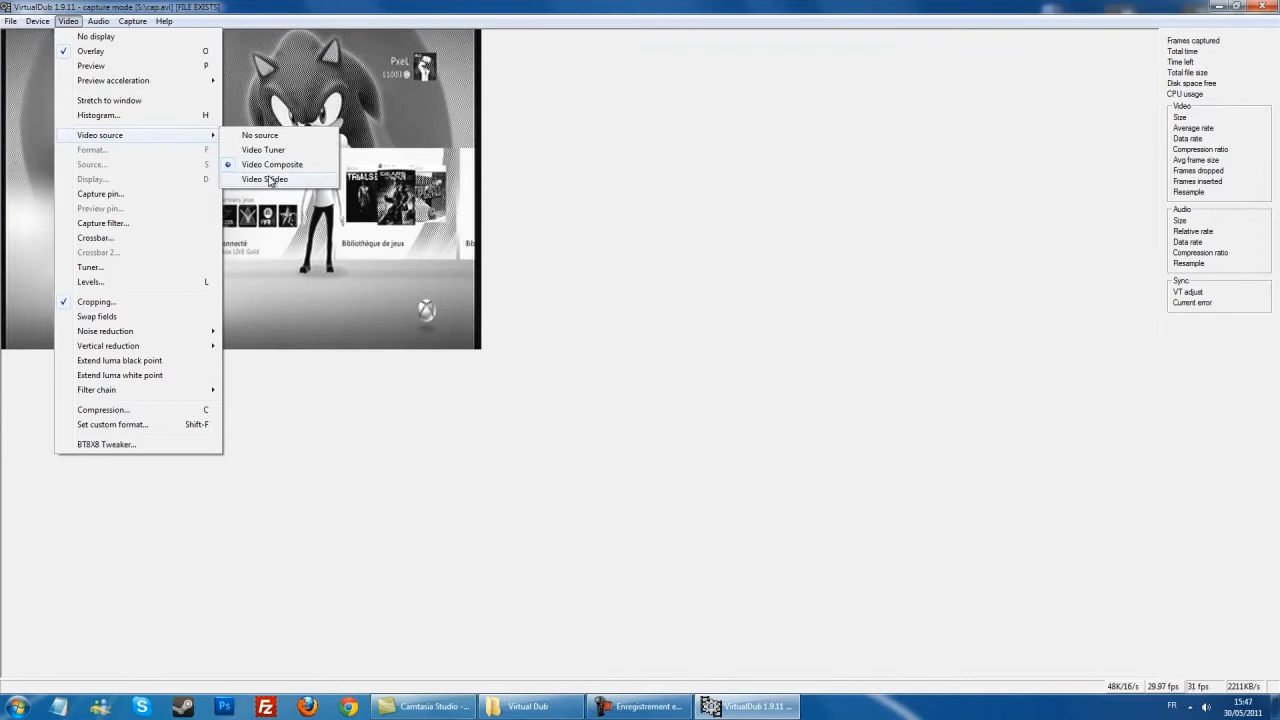 VirtualDub 1.9.11 - capture mode [S:\cap.avi] [FILE EXISTS]
File Device Video Audio Capture Help
No display
Overlay O
Preview P
Preview acceleration
Stretch to window
Histogram... H
Video source
Format... F
Source... S
Display... D
Capture pin...
Preview pin...
Capture filter...
Crossbar...
Crossbar 2...
Tuner...
Levels... L
Cropping...
Swap fields
Noise reduction
Vertical reduction
Extend luma black point
Extend luma white point
Filter chain
Compression... C
Set custom format... Shift-F
BT8X8 Tweaker...
No source
Video Tuner
Video Composite
Video SVideo
PxeL
11003
TRIALS
GEARS
Bibliothèque de jeux
Frames captured
Total time
Time left
Total file size
Disk space free
CPU usage
Video
Size
Average rate
Data rate
Compression ratio
Avg frame size
Frames dropped
Frames inserted
Resample
Audio
Size
Relative rate
Data rate
Compression ratio
Resample
Sync
VT adjust
Current error
48K/16/s 29.97 fps 31 fps 2211KB/s
Camtasia Studio -...
Virtual Dub
Enregistrement e...
VirtualDub 1.9.11 ...
FR
15:47
30/05/2011